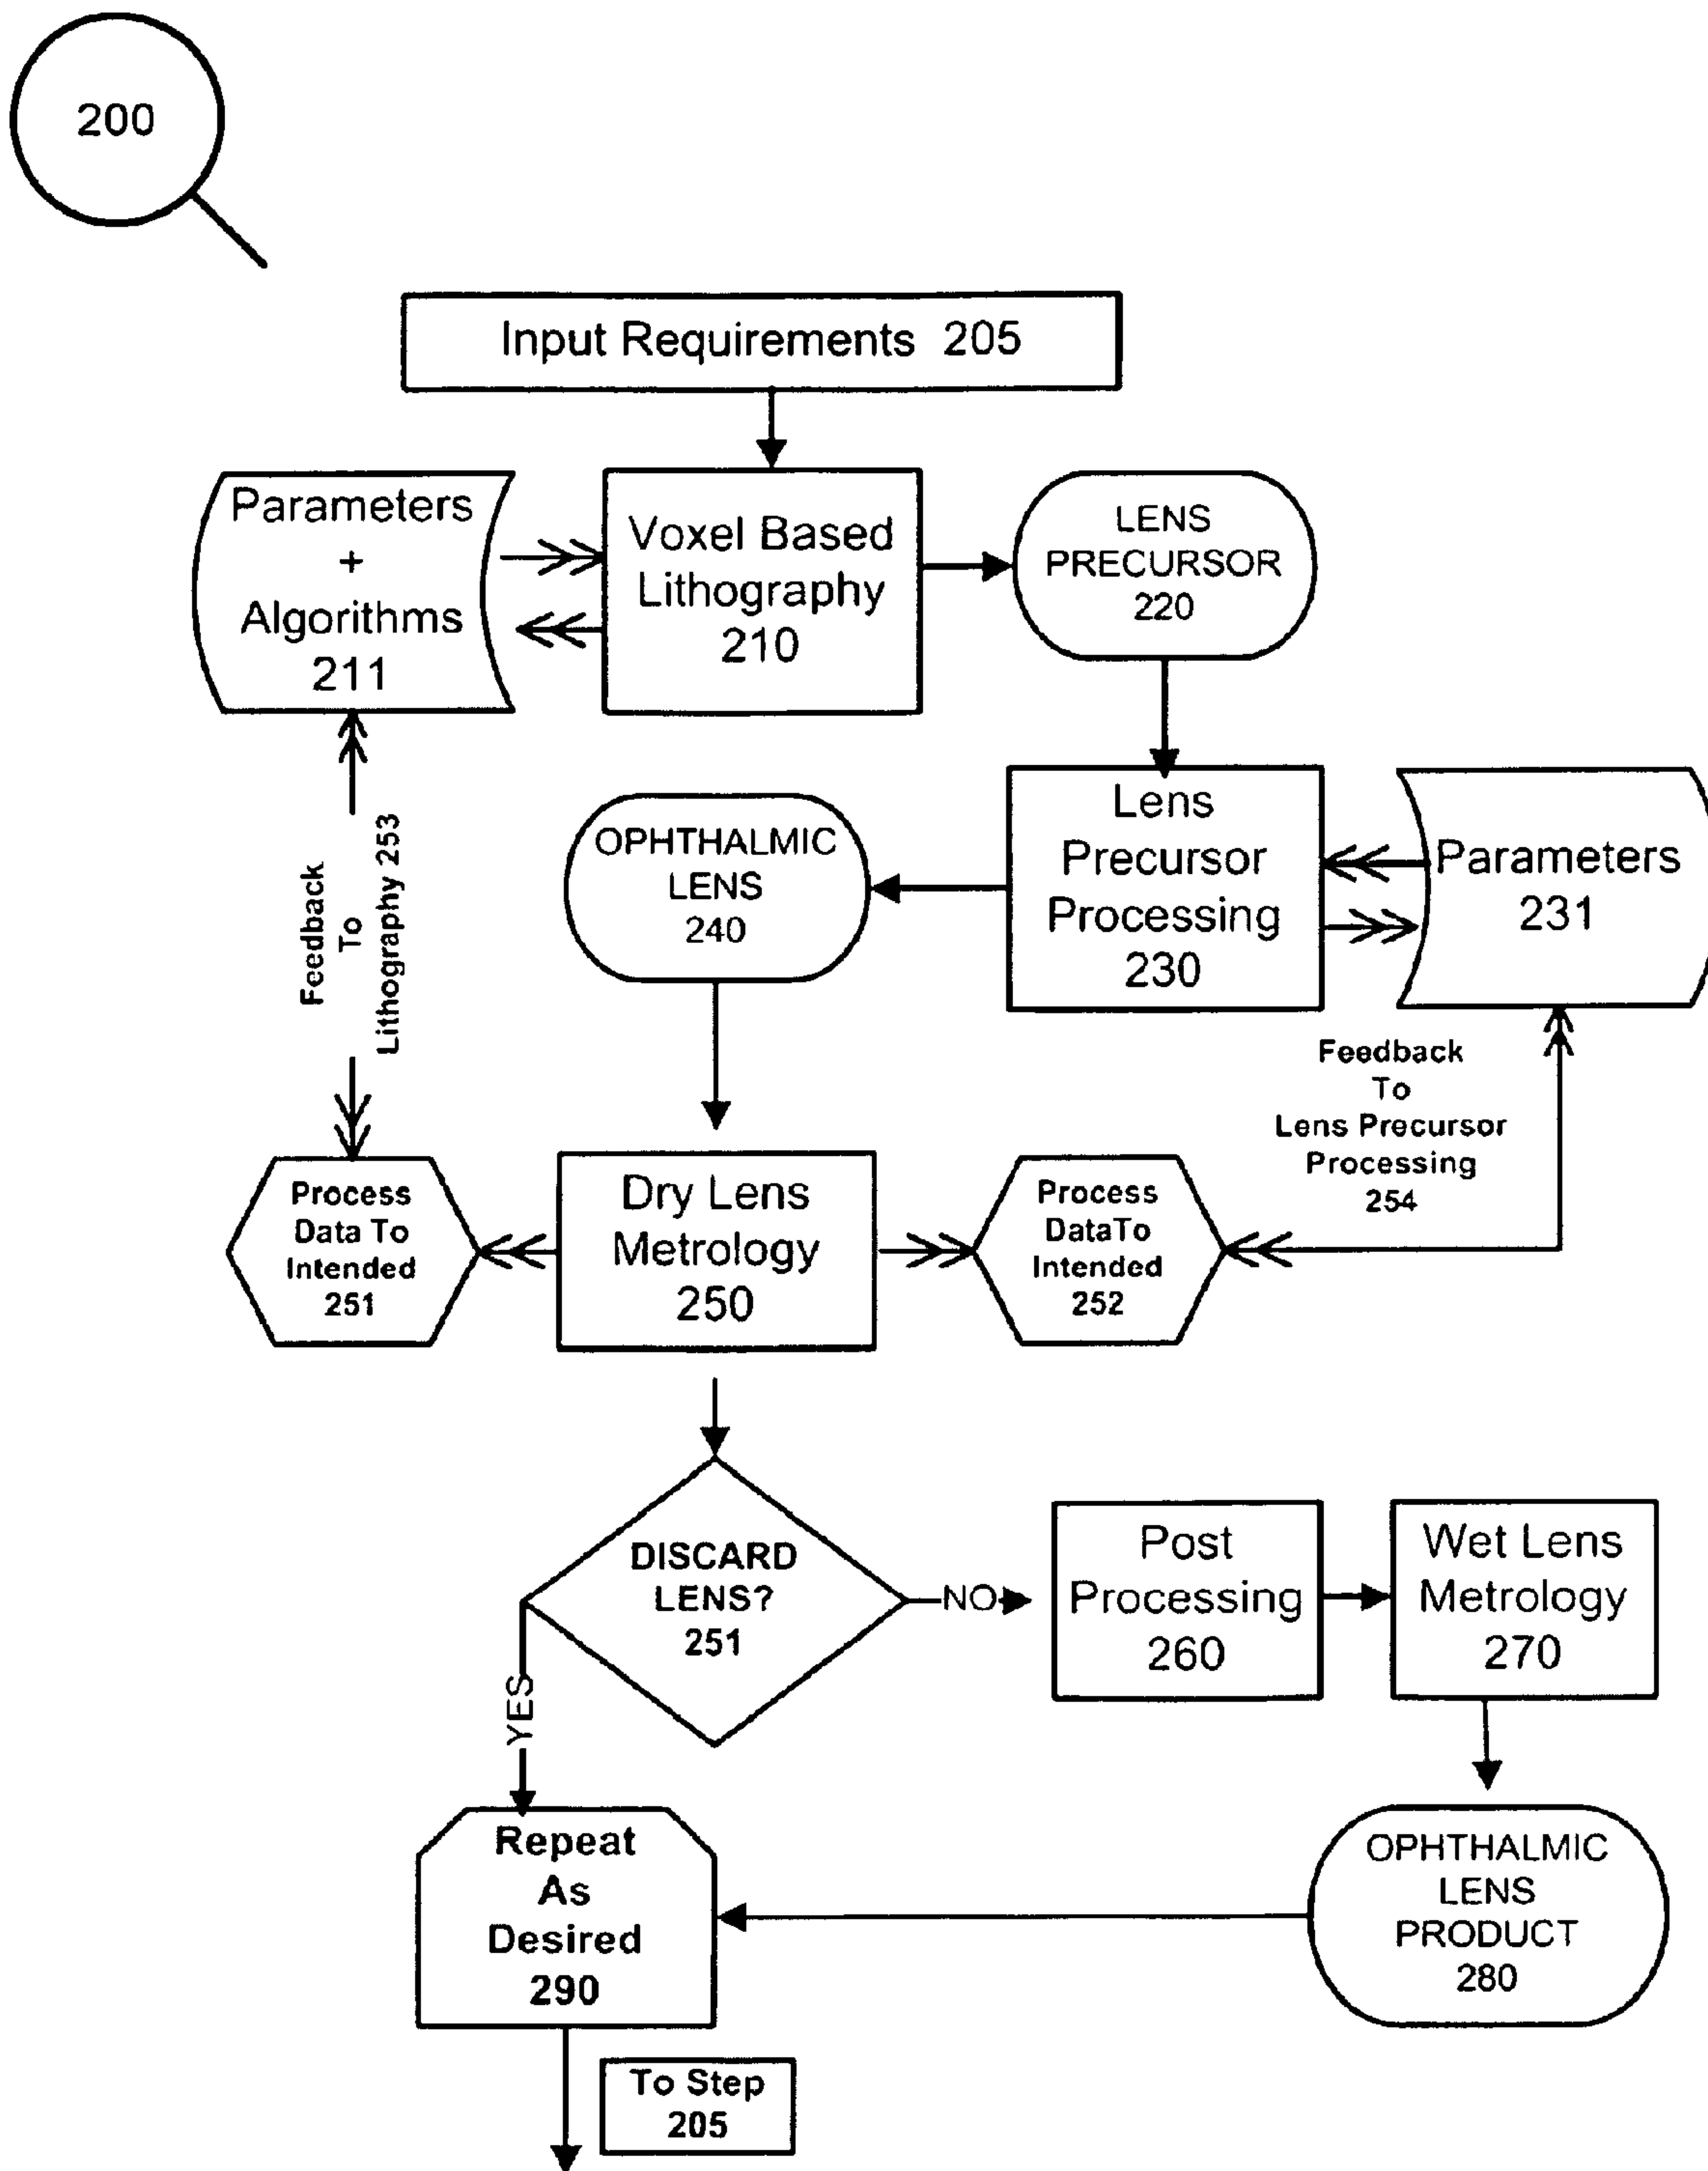 200
Input Requirements 205
Parameters
+
Algorithms
211
Voxel Based
Lithography
210
LENS
PRECURSOR
220
Feedback
To
Lithography 253
OPHTHALMIC
LENS
240
Lens
Precursor
Processing
230
Parameters
231
Feedback
To
Lens Precursor
Processing
254
Process
Data To
Intended
251
Dry Lens
Metrology
250
Process
DataTo
Intended
252
DISCARD
LENS?
251
NO
YES
Post
Processing
260
Wet Lens
Metrology
270
Repeat
As
Desired
290
OPHTHALMIC
LENS
PRODUCT
280
To Step
205